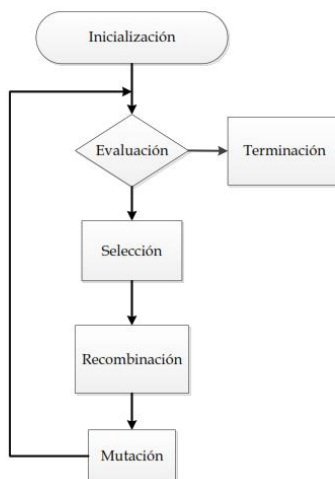 Inicialización
Evaluación
Terminación
Selección
Recombinación
Mutación